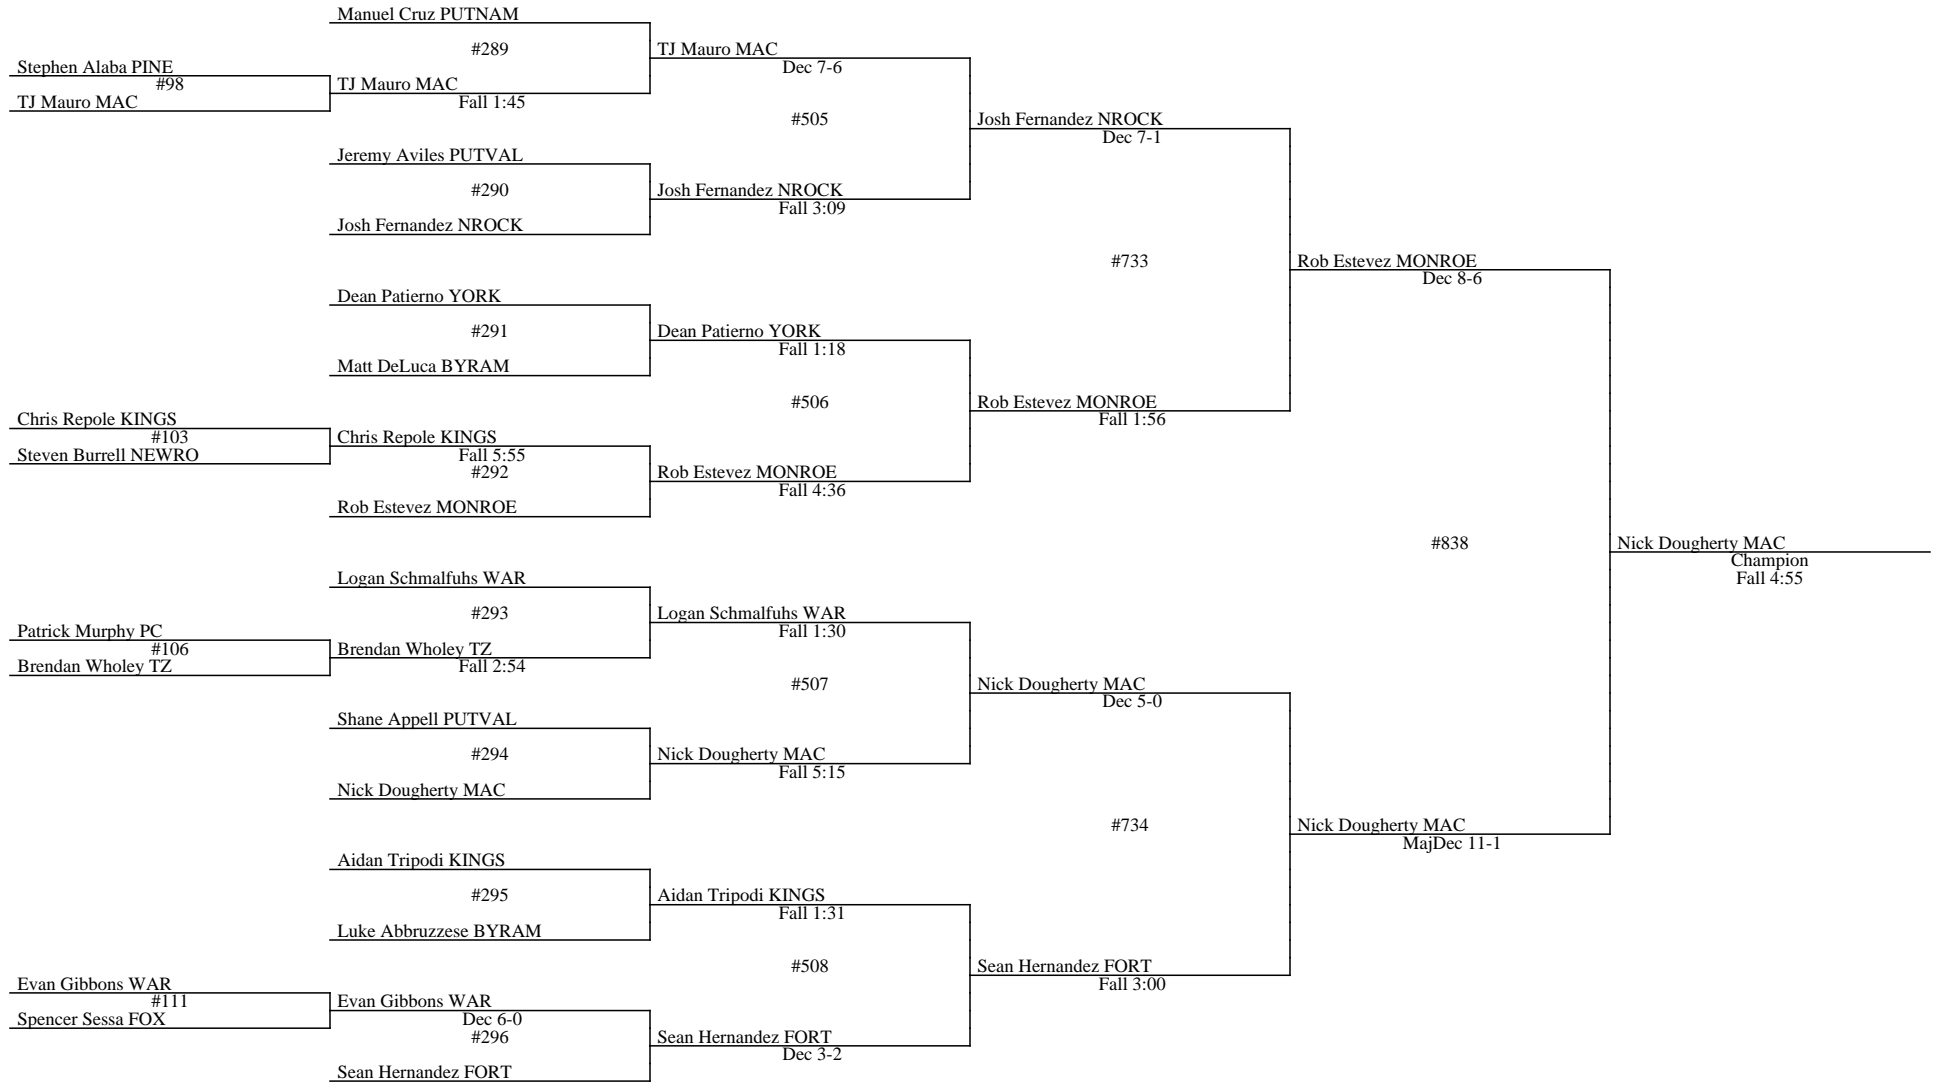 Manuel Cruz PUTNAM
#289
TJ Mauro MAC
Dec 7-6
Stephen Alaba PINE
#98
TJ Mauro MAC
TJ Mauro MAC
Fall 1:45
#505
Josh Fernandez NROCK
Dec 7-1
Jeremy Aviles PUTVAL
#290
Josh Fernandez NROCK
Fall 3:09
Josh Fernandez NROCK
#733
Rob Estevez MONROE
Dec 8-6
Dean Patierno YORK
#291
Dean Patierno YORK
Fall 1:18
Matt DeLuca BYRAM
#506
Rob Estevez MONROE
Fall 1:56
Chris Repole KINGS
#103
Steven Burrell NEWRO
Chris Repole KINGS
Fall 5:55
#292
Rob Estevez MONROE
Fall 4:36
Rob Estevez MONROE
#838
Nick Dougherty MAC
Champion
Fall 4:55
Logan Schmalfuhs WAR
#293
Logan Schmalfuhs WAR
Fall 1:30
Patrick Murphy PC
#106
Brendan Wholey TZ
Brendan Wholey TZ
Fall 2:54
#507
Nick Dougherty MAC
Dec 5-0
Shane Appell PUTVAL
#294
Nick Dougherty MAC
Fall 5:15
Nick Dougherty MAC
#734
Nick Dougherty MAC
MajDec 11-1
Aidan Tripodi KINGS
#295
Aidan Tripodi KINGS
Fall 1:31
Luke Abbruzzese BYRAM
#508
Sean Hernandez FORT
Fall 3:00
Evan Gibbons WAR
#111
Spencer Sessa FOX
Evan Gibbons WAR
Dec 6-0
#296
Sean Hernandez FORT
Dec 3-2
Sean Hernandez FORT